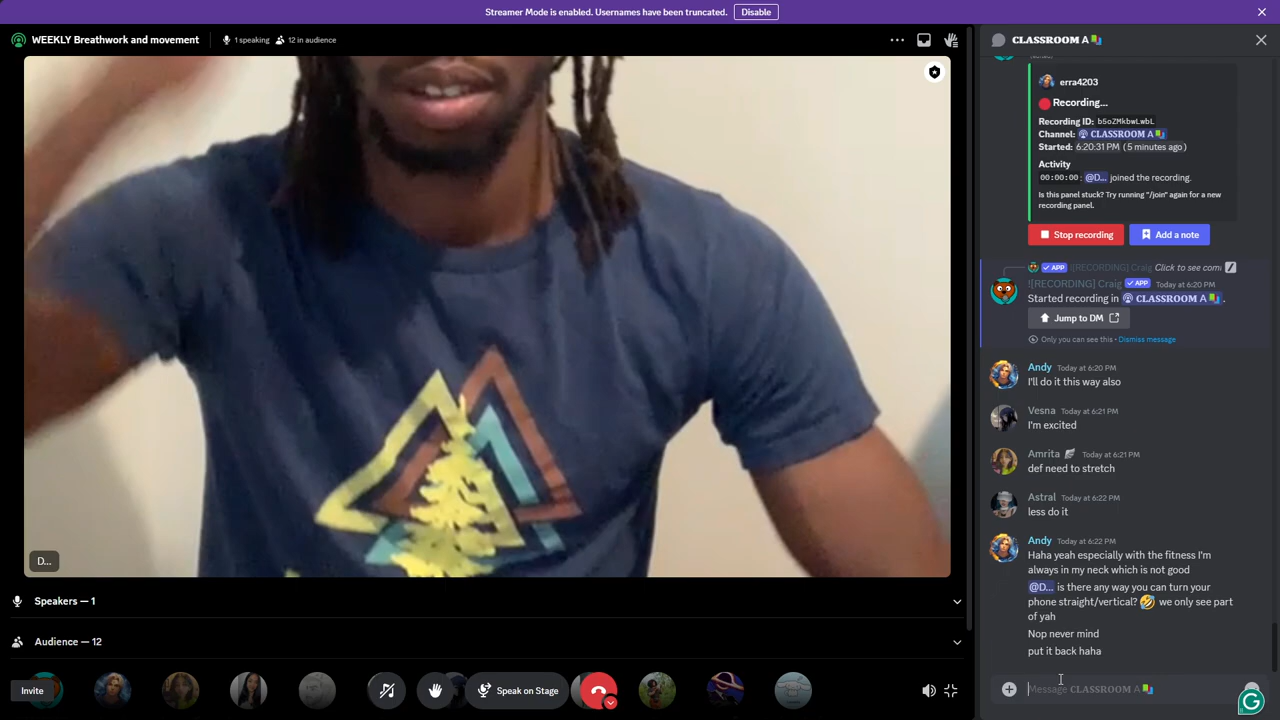 Streamer Mode is enabled. Usernames have been truncated. Disable
WEEKLY Breathwork and movement 1 speaking 12 in audience
D...
Speakers — 1
Audience — 12
Invite
Speak on Stage
CLASSROOM A
erra4203
Recording...
Recording ID: b5oZMkbwLwbL
Channel: CLASSROOM A
Started: 6:20:31 PM (5 minutes ago)
Activity
00:00:00: @D... joined the recording.
Is this panel stuck? Try running "/join" again for a new
recording panel.
Stop recording Add a note
APP ![RECORDING] Craig Click to see com
![RECORDING] Craig APP Today at 6:20 PM
Started recording in CLASSROOM A.
Jump to DM
Only you can see this • Dismiss message
Andy Today at 6:20 PM
I'll do it this way also
Vesna Today at 6:21 PM
I'm excited
Amrita Today at 6:21 PM
def need to stretch
Astral Today at 6:22 PM
less do it
Andy Today at 6:22 PM
Haha yeah especially with the fitness I'm
always in my neck which is not good
@D... is there any way you can turn your
phone straight/vertical? 🤣 we only see part
of yah
Nop never mind
put it back haha
Message CLASSROOM A